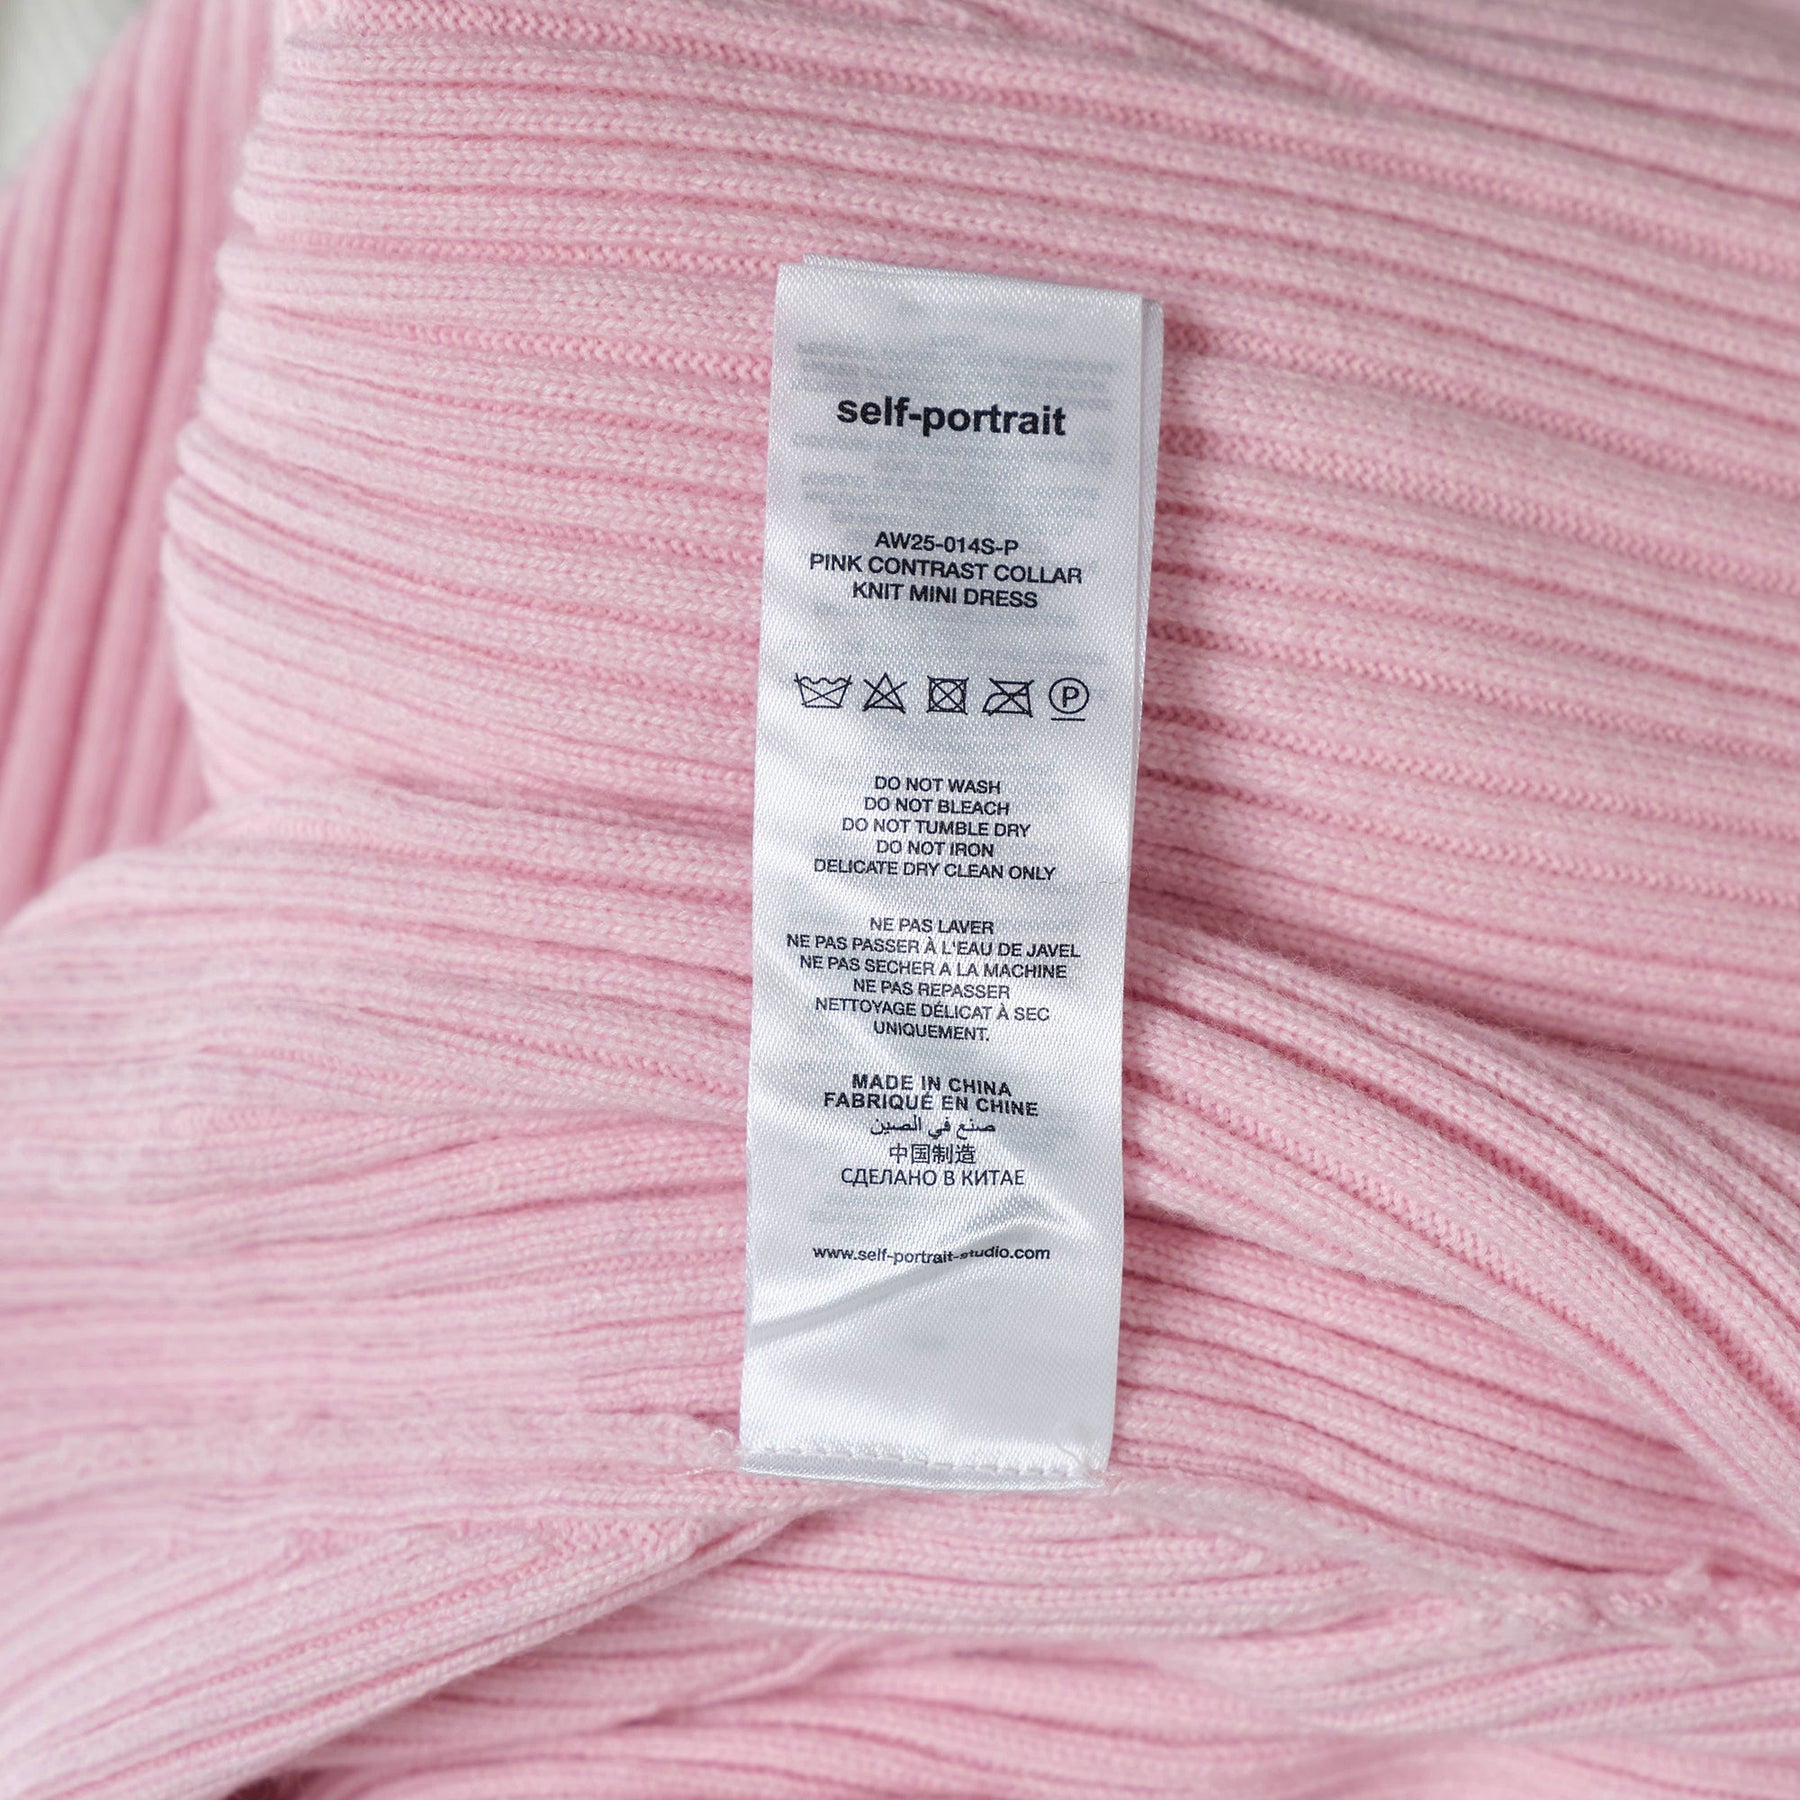 self-portrait
AW25-014S-P
PINK CONTRAST COLLAR
KNIT MINI DRESS
P
DO NOT WASH
DO NOT BLEACH
DO NOT TUMBLE DRY
DO NOT IRON
DELICATE DRY CLEAN ONLY
NE PAS LAVER
NE PAS PASSER À L'EAU DE JAVEL
NE PAS SECHER A LA MACHINE
NE PAS REPASSER
NETTOYAGE DÉLICAT À SEC
UNIQUEMENT.
MADE IN CHINA
FABRIQUÉ EN CHINE
صنع في الصين
中国制造
СДЕЛАНО В КИТАЕ
www.self-portrait-studio.com